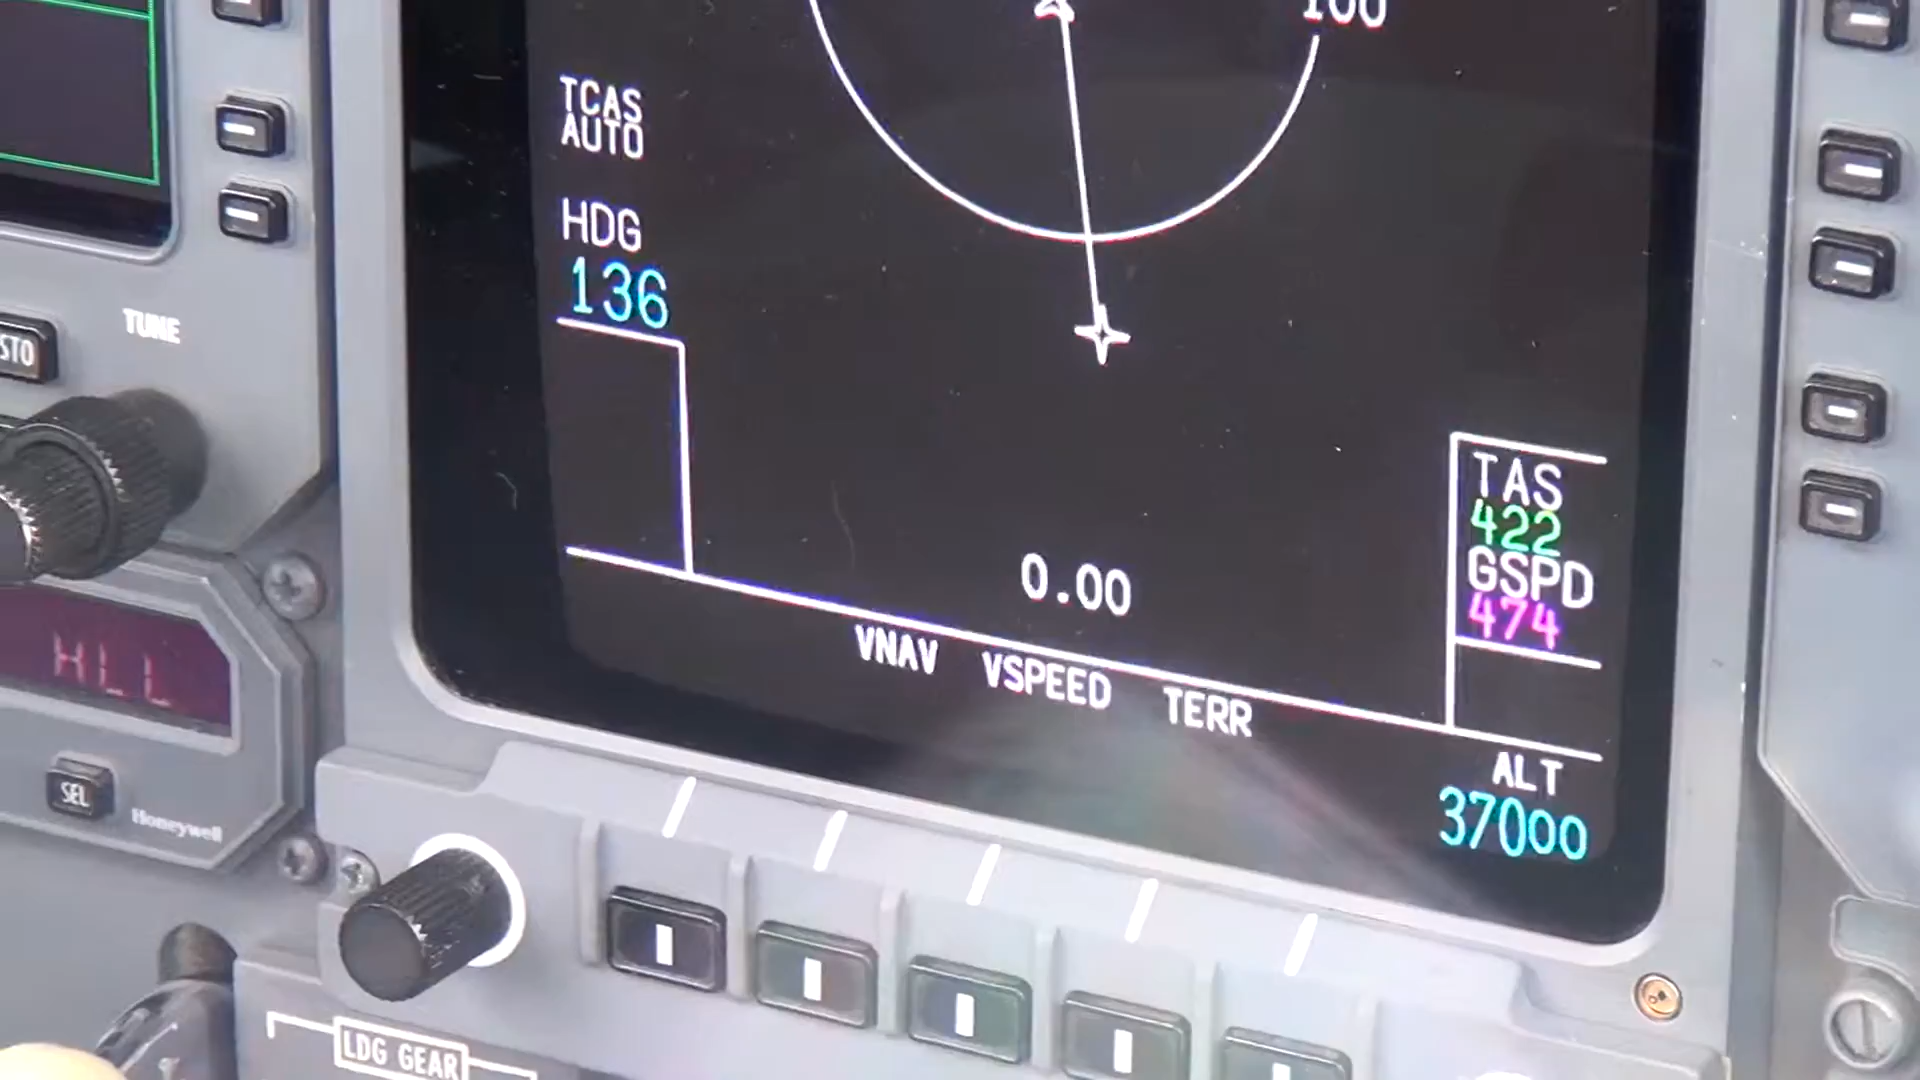 100
TCAS
AUTO
HDG
136
TUNE
STO
TAS
422
GSPD
474
0.00
VNAV VSPEED TERR
ALT
37000
SEL
Honeywell
LDG GEAR